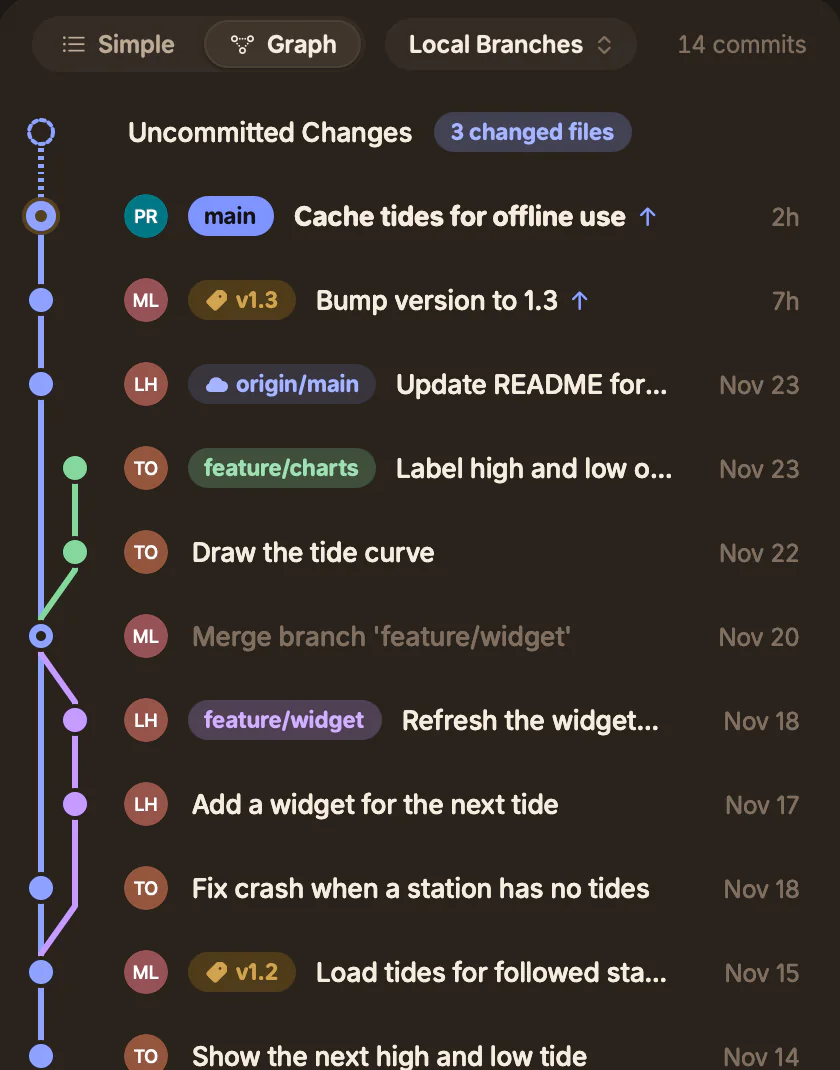 Simple Graph Local Branches 14 commits
Uncommitted Changes 3 changed files
PR main Cache tides for offline use ↑ 2h
ML v1.3 Bump version to 1.3 ↑ 7h
LH origin/main Update README for... Nov 23
TO feature/charts Label high and low o... Nov 23
TO Draw the tide curve Nov 22
ML Merge branch 'feature/widget' Nov 20
LH feature/widget Refresh the widget... Nov 18
LH Add a widget for the next tide Nov 17
TO Fix crash when a station has no tides Nov 18
ML v1.2 Load tides for followed sta... Nov 15
TO Show the next high and low tide Nov 14